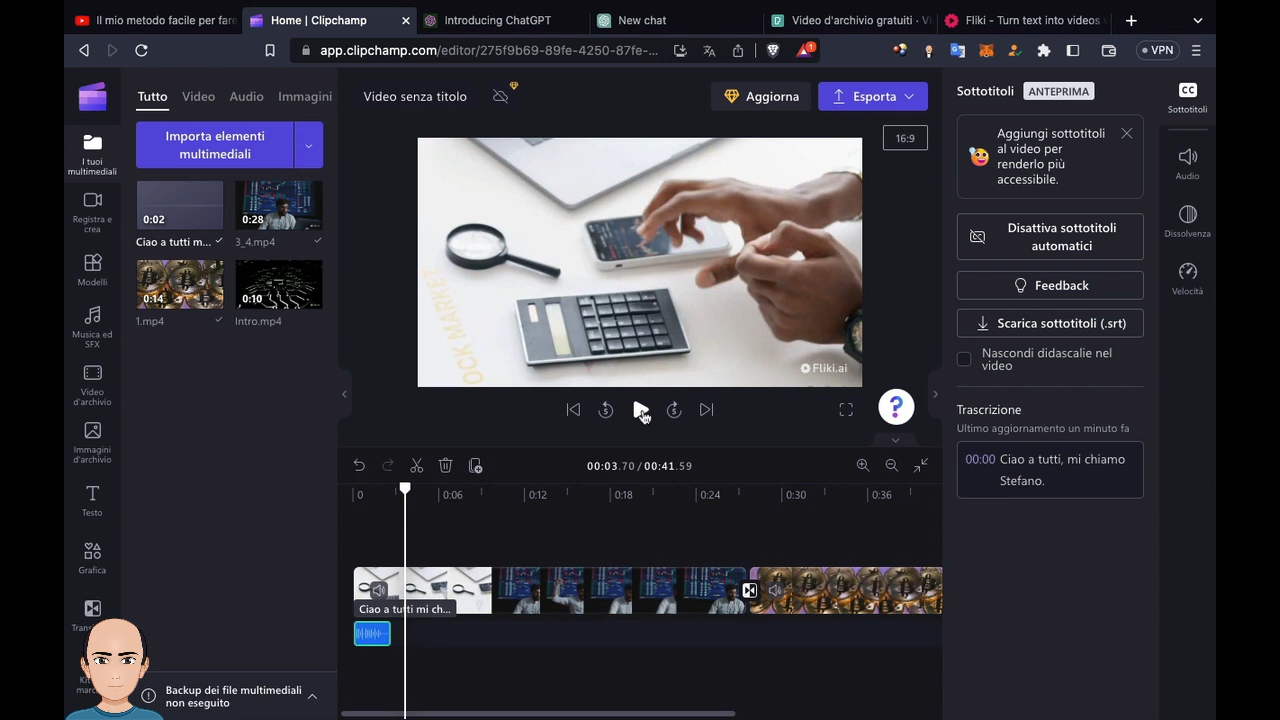 Il mio metodo facile per fare
Home | Clipchamp
Introducing ChatGPT
New chat
Video d'archivio gratuiti · Vi
Fliki - Turn text into videos
app.clipchamp.com/editor/275f9b69-89fe-4250-87fe-...
1
VPN
Tutto
Video
Audio
Immagini
Video senza titolo
Aggiorna
Esporta
Sottotitoli
ANTEPRIMA
Sottotitoli
Importa elementi
multimediali
16:9
Aggiungi sottotitoli
al video per
renderlo più
accessibile.
Audio
I tuoi
multimediali
0:02
Ciao a tutti m...
0:28
3_4.mp4
Registra e
crea
Disattiva sottotitoli
automatici
Dissolvenza
Modelli
0:14
1.mp4
0:10
Intro.mp4
Feedback
Velocità
Musica ed
SFX
OCK MARKET
Fliki.ai
Scarica sottotitoli (.srt)
Nascondi didascalie nel
video
Video
d'archivio
5
5
?
Trascrizione
Ultimo aggiornamento un minuto fa
Immagini
d'archivio
00:00 Ciao a tutti, mi chiamo
Stefano.
00:03.70 / 00:41.59
Testo
0
0:06
0:12
0:18
0:24
0:30
0:36
Grafica
Ciao a tutti mi ch...
Backup dei file multimediali
non eseguito